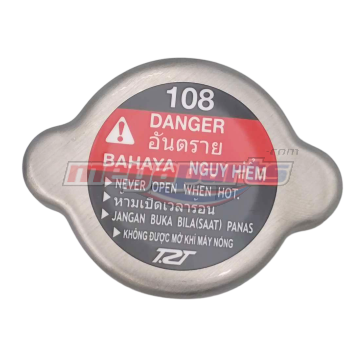 108
DANGER
อันตราย
BAHAYA NGUY HIỂM
NEVER OPEN WHEN HOT.
ห้ามเปิดเวลาร้อน
JANGAN BUKA BILA(SAAT) PANAS
KHÔNG ĐƯỢC MỞ KHI MÁY NÓNG
.com